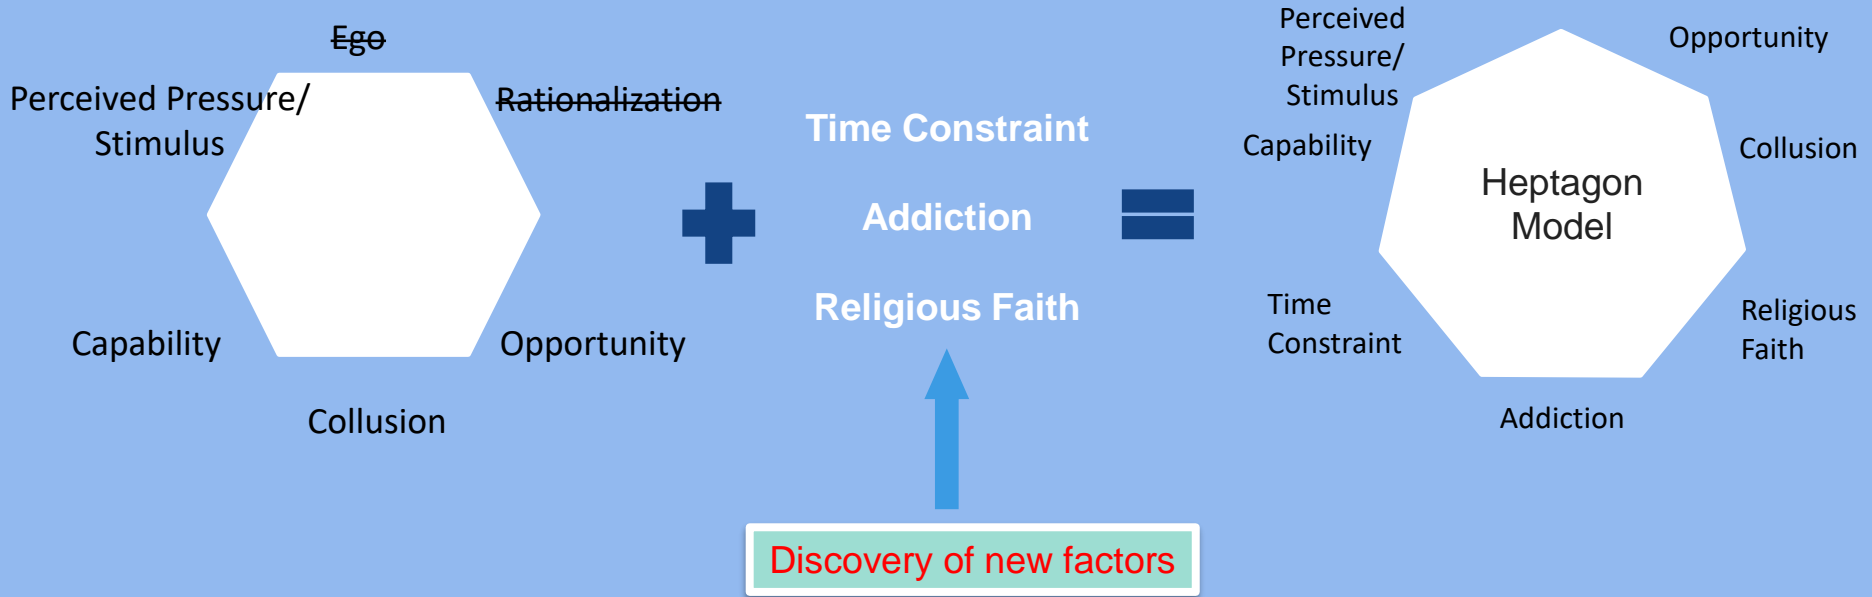 Ego
Perceived Pressure/
Stimulus
Rationalization
Capability
Opportunity
Collusion
Time Constraint
Addiction
Religious Faith
Discovery of new factors
Perceived
Pressure/
Stimulus
Opportunity
Capability
Collusion
Heptagon
Model
Time
Constraint
Religious
Faith
Addiction